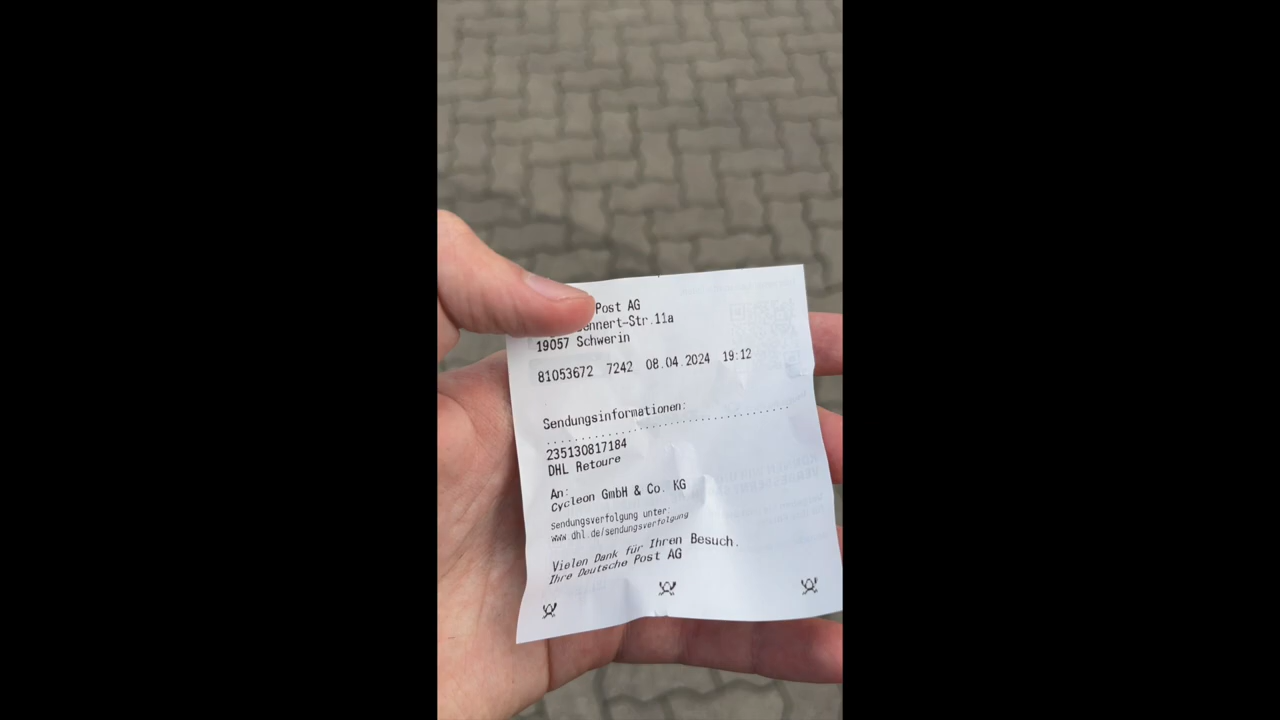 Post AG
ennert-Str.11a
19057 Schwerin
81053672 7242 08.04.2024 19:12
Sendungsinformationen:
235130817184
DHL Retoure
An:
Cycleon GmbH & Co. KG
Sendungsverfolgung unter:
www dhl.de/sendungsverfolgung
Vielen Dank für Ihren Besuch.
Ihre Deutsche Post AG